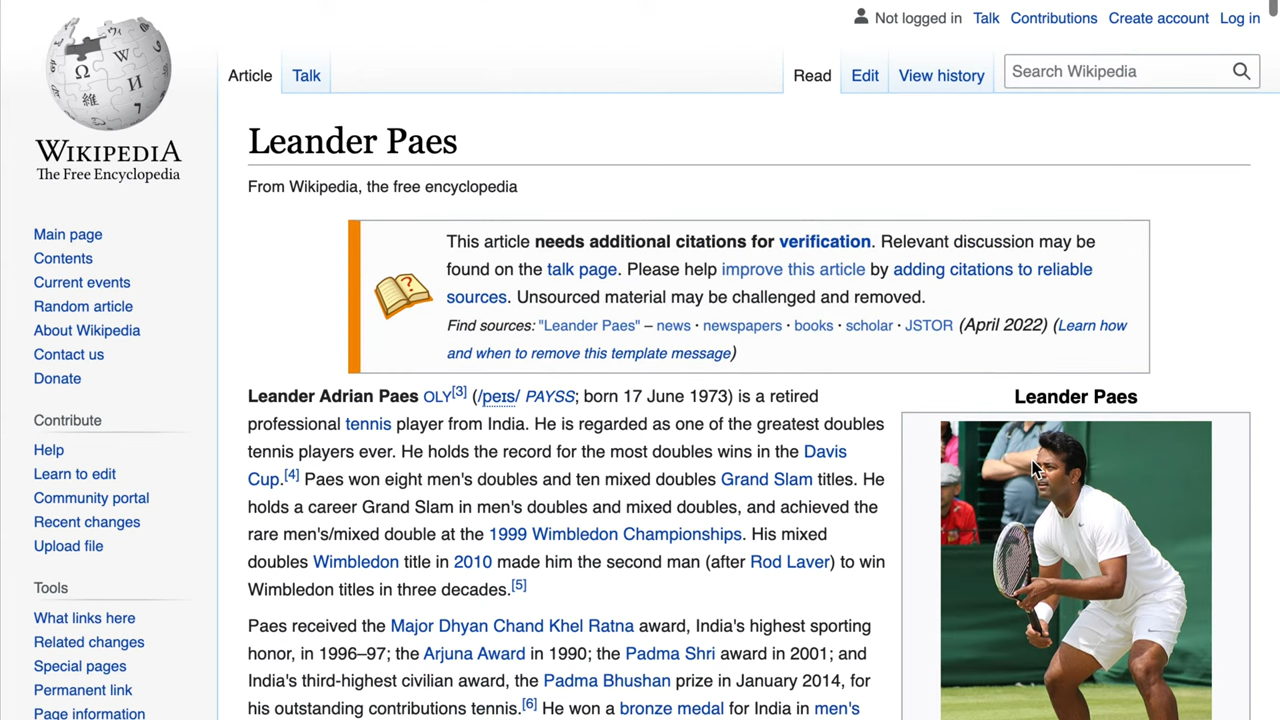 Not logged in Talk Contributions Create account Log in
Article Talk Read Edit View history Search Wikipedia
WIKIPEDIA
The Free Encyclopedia
Main page
Contents
Current events
Random article
About Wikipedia
Contact us
Donate
Contribute
Help
Learn to edit
Community portal
Recent changes
Upload file
Tools
What links here
Related changes
Special pages
Permanent link
Page information
Leander Paes
From Wikipedia, the free encyclopedia
This article needs additional citations for verification. Relevant discussion may be
found on the talk page. Please help improve this article by adding citations to reliable
sources. Unsourced material may be challenged and removed.
Find sources: "Leander Paes" – news · newspapers · books · scholar · JSTOR (April 2022) (Learn how
and when to remove this template message)
Leander Adrian Paes OLY[3] (/peɪs/ PAYSS; born 17 June 1973) is a retired
professional tennis player from India. He is regarded as one of the greatest doubles
tennis players ever. He holds the record for the most doubles wins in the Davis
Cup.[4] Paes won eight men's doubles and ten mixed doubles Grand Slam titles. He
holds a career Grand Slam in men's doubles and mixed doubles, and achieved the
rare men's/mixed double at the 1999 Wimbledon Championships. His mixed
doubles Wimbledon title in 2010 made him the second man (after Rod Laver) to win
Wimbledon titles in three decades.[5]
Paes received the Major Dhyan Chand Khel Ratna award, India's highest sporting
honor, in 1996–97; the Arjuna Award in 1990; the Padma Shri award in 2001; and
India's third-highest civilian award, the Padma Bhushan prize in January 2014, for
his outstanding contributions tennis.[6] He won a bronze medal for India in men's
Leander Paes